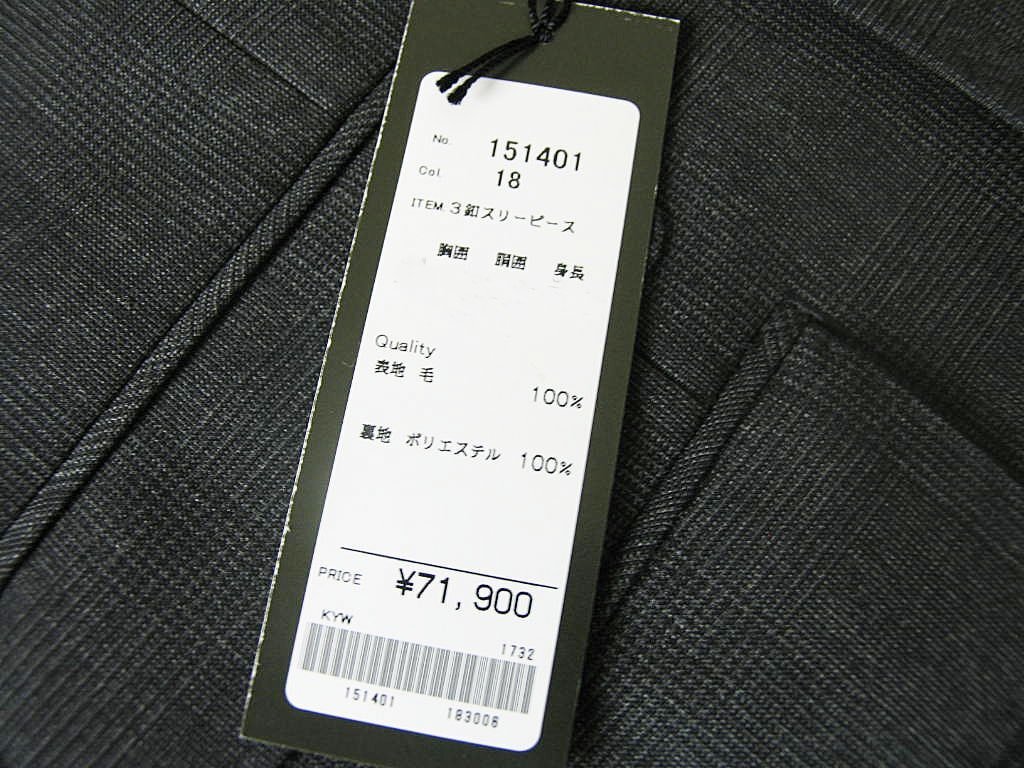 No. 151401
Col. 18
ITEM. 3釦スリーピース
胸囲 胴囲 身長
Quality
表地 毛 100%
裏地 ポリエステル 100%
PRICE ¥71,900
KYW 1732
151401 183006